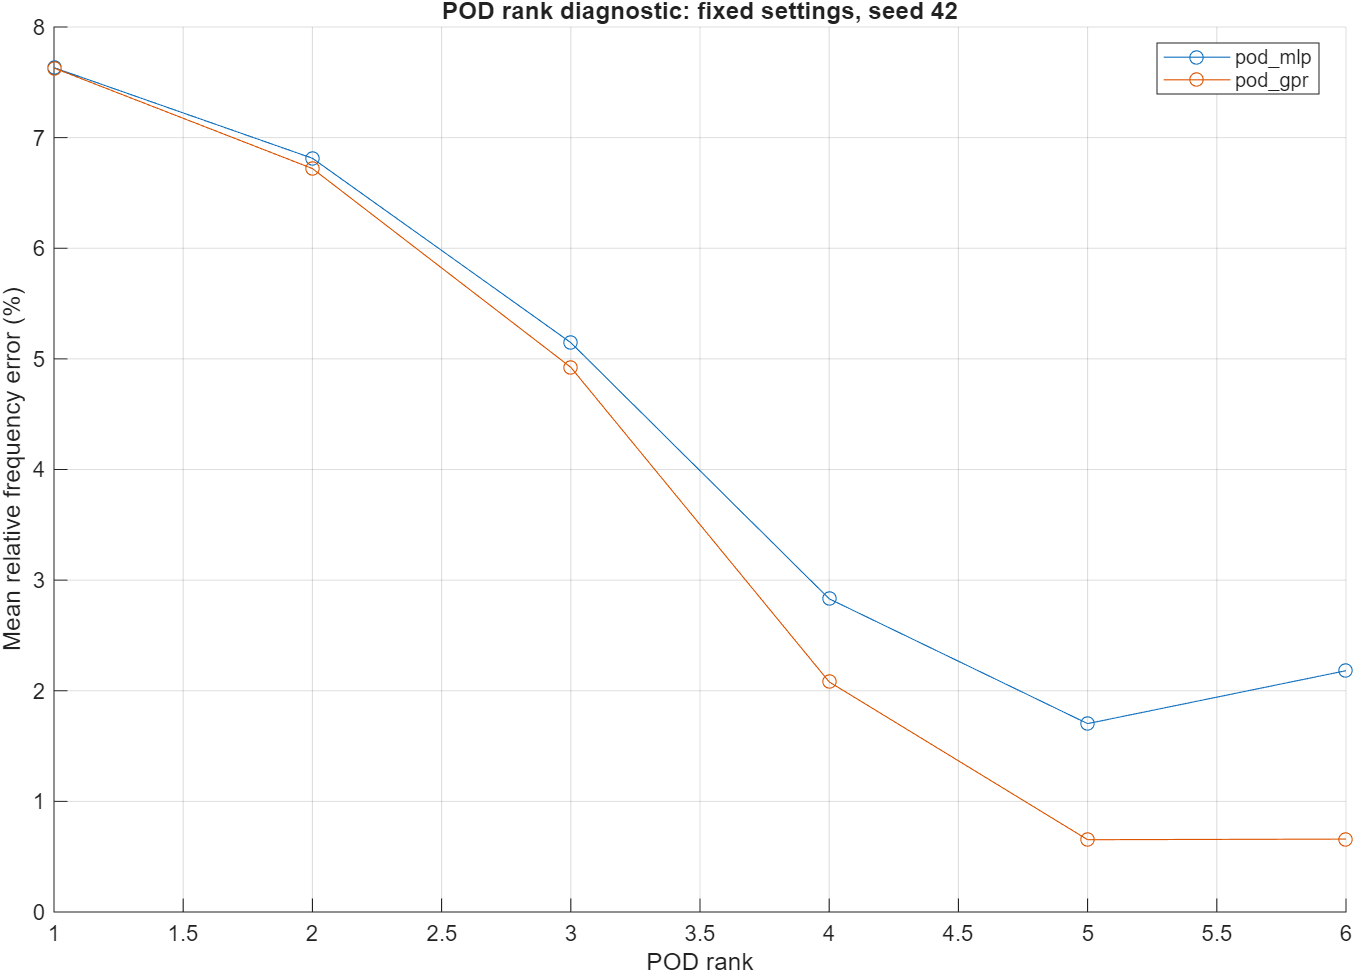 POD rank diagnostic: fixed settings, seed 42
pod_mlp
pod_gpr
Mean relative frequency error (%)
8
7
6
5
4
3
2
1
0
1 1.5 2 2.5 3 3.5 4 4.5 5 5.5 6
POD rank